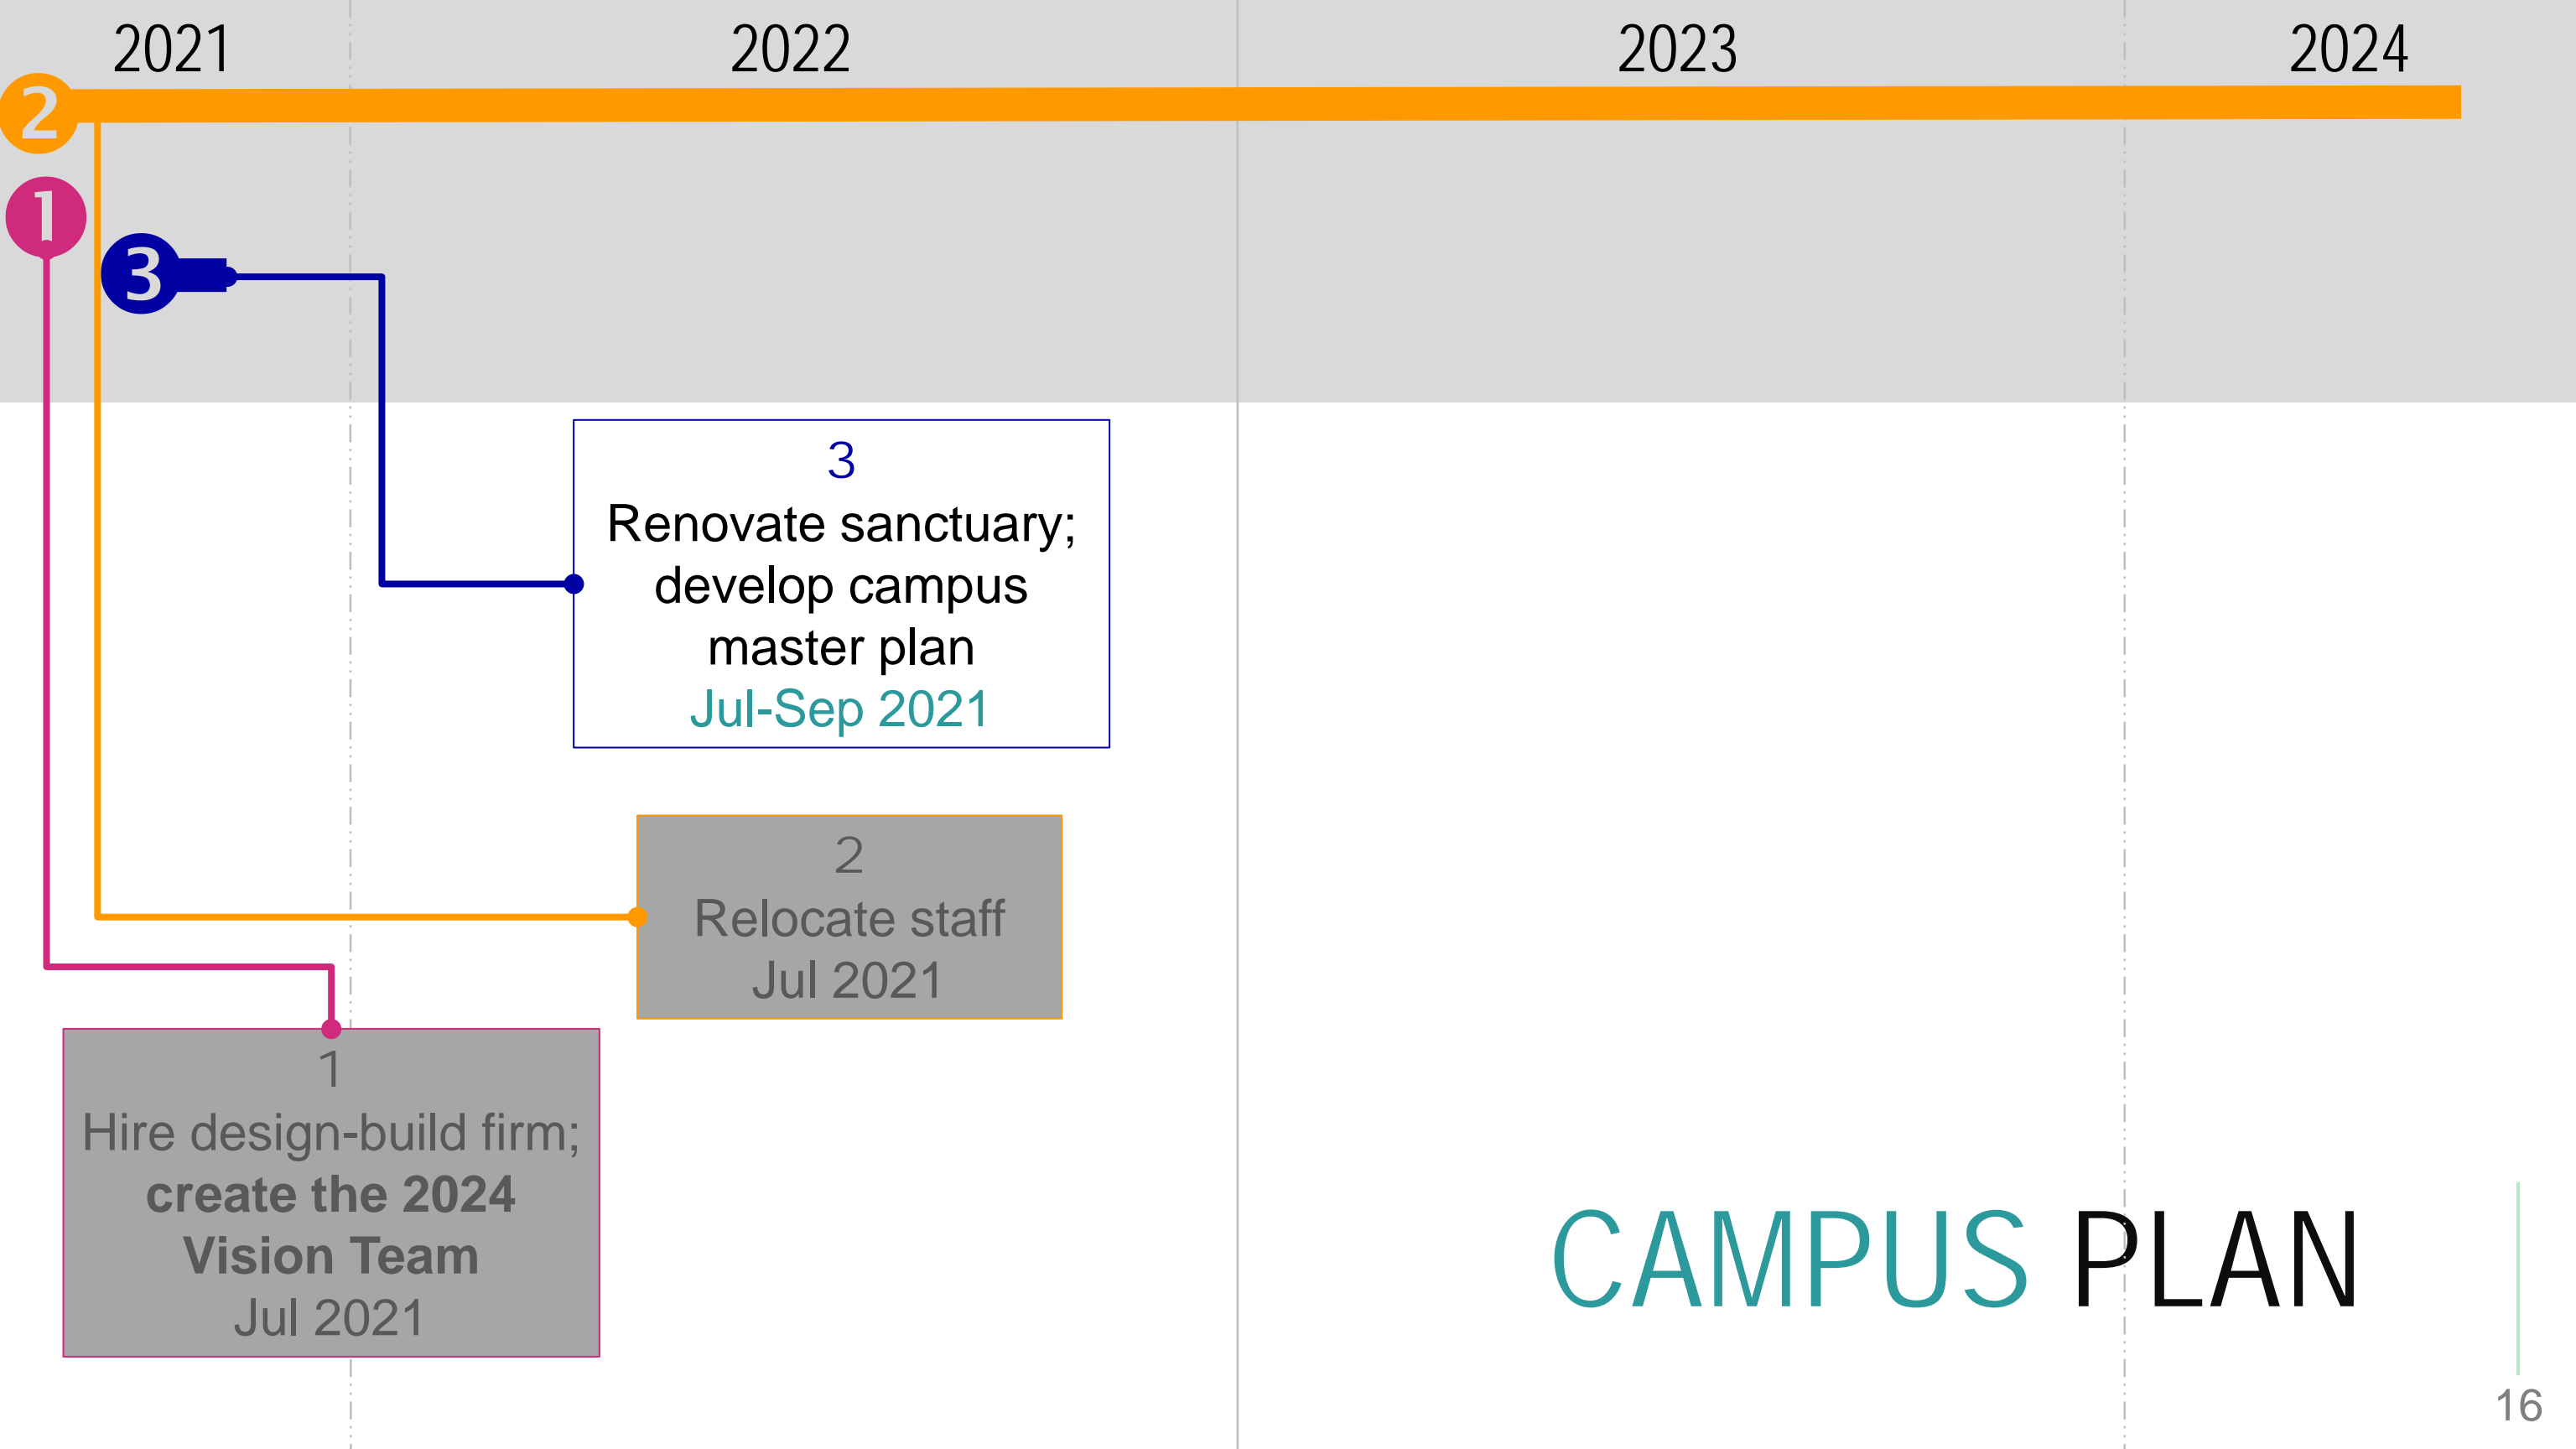 2021 2022 2023 2024
2
1
3
3
Renovate sanctuary;
develop campus
master plan
Jul-Sep 2021
2
Relocate staff
Jul 2021
1
Hire design-build firm;
create the 2024
Vision Team
Jul 2021
CAMPUS PLAN
16